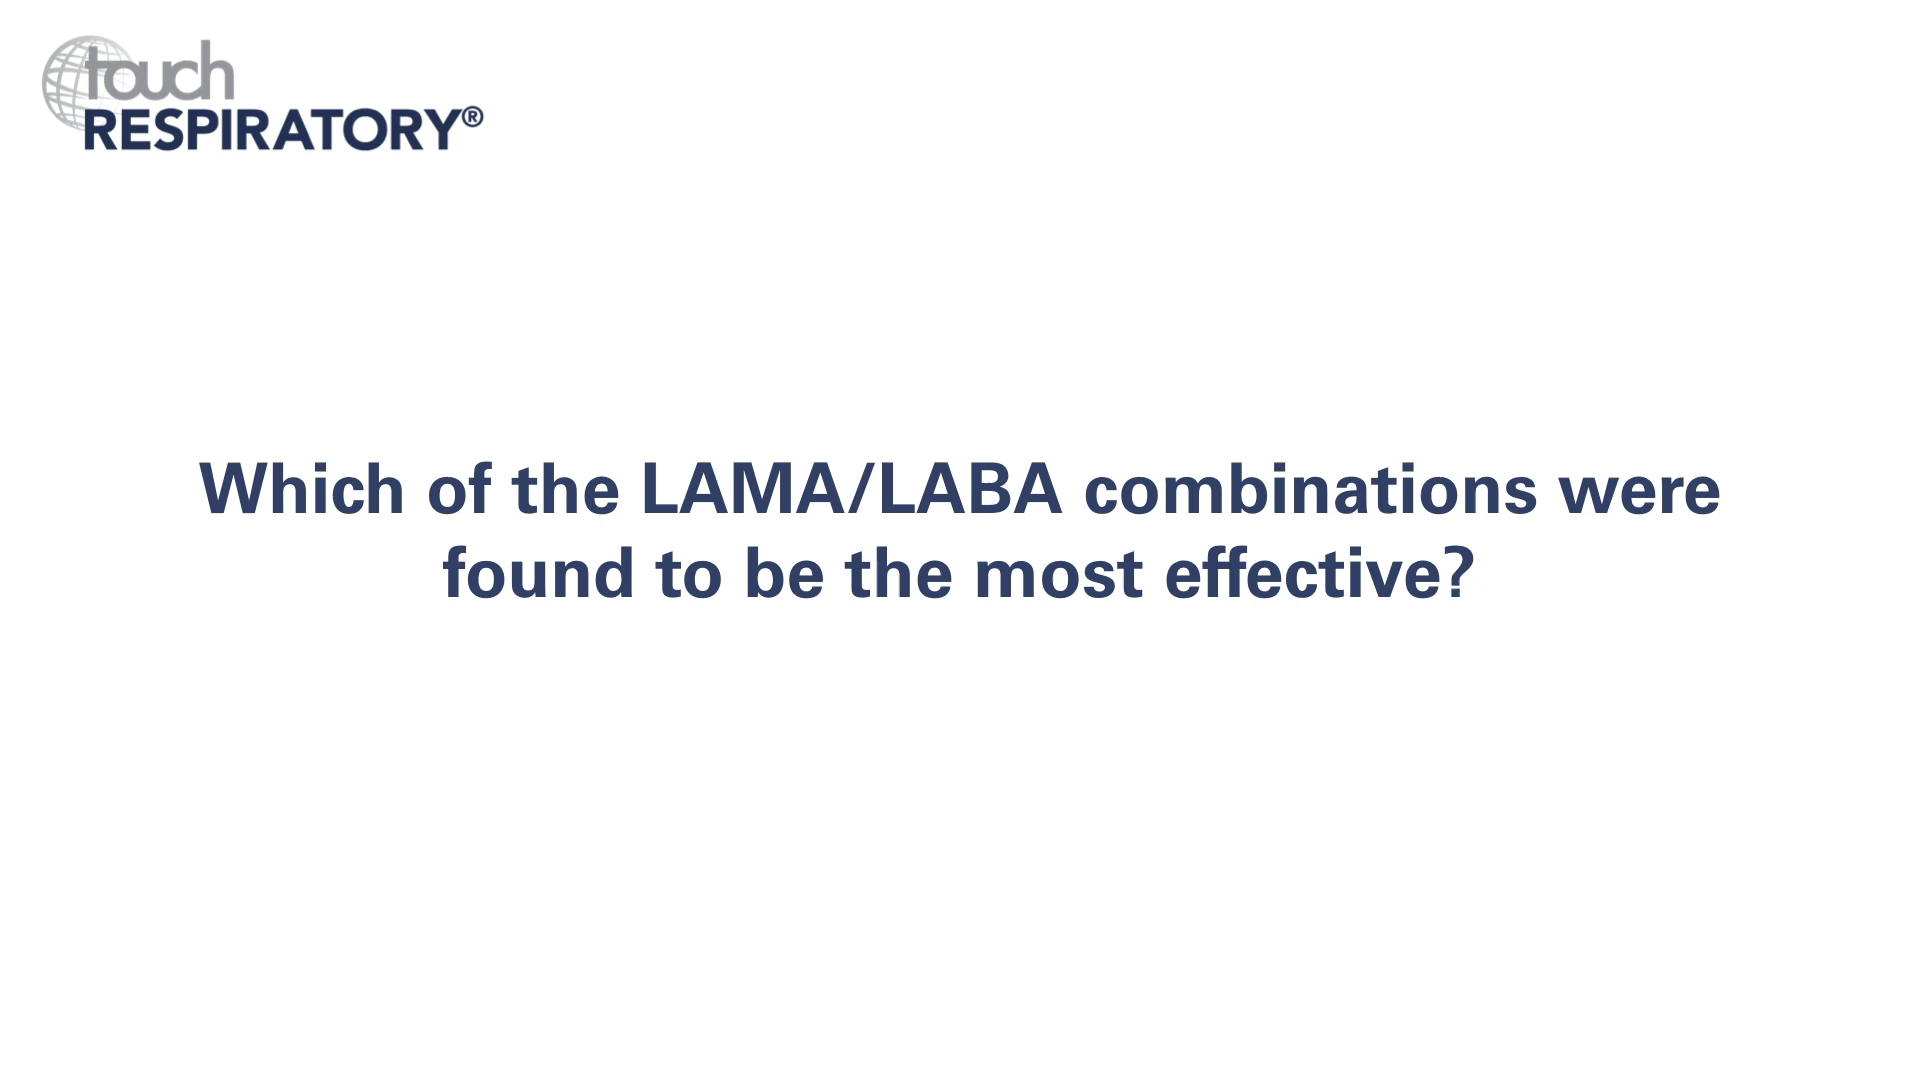 touch
RESPIRATORY®
Which of the LAMA/LABA combinations were
found to be the most effective?